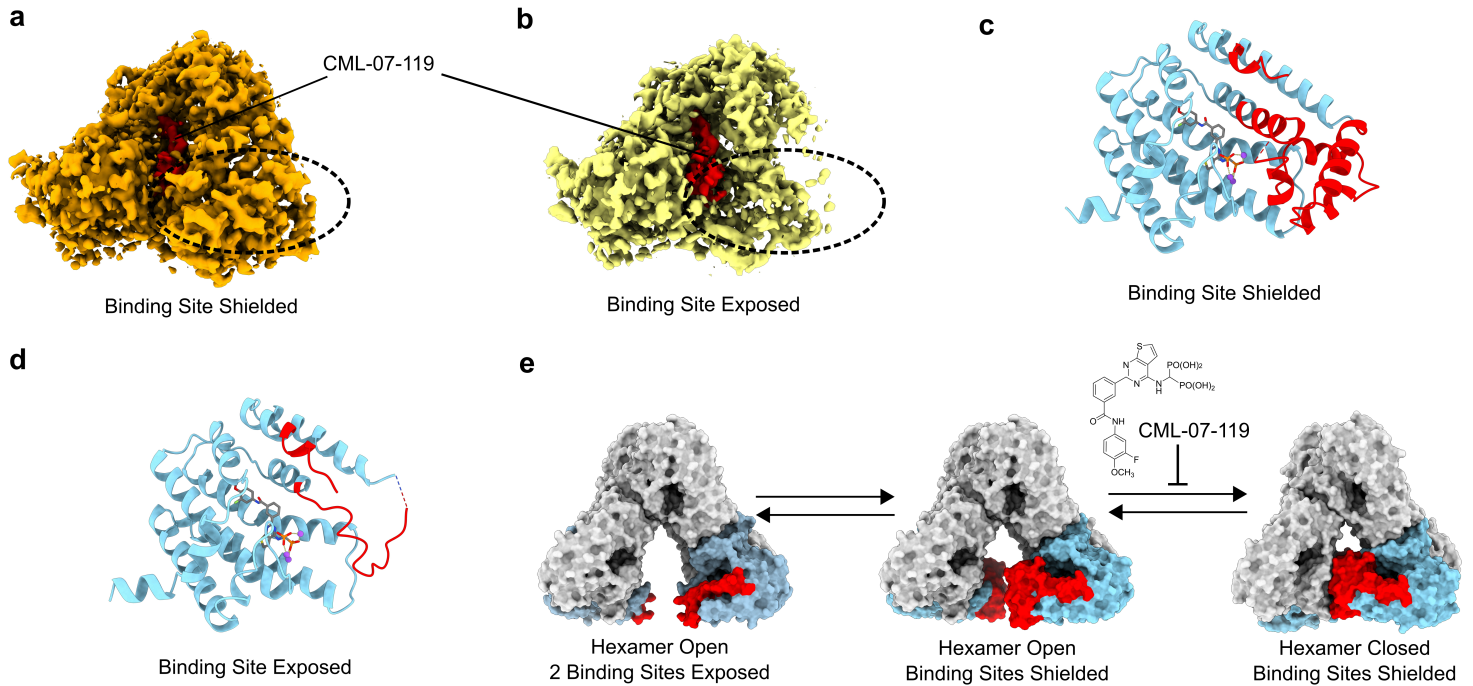 a
b
c
CML-07-119
Binding Site Shielded
Binding Site Exposed
Binding Site Shielded
d
e
Binding Site Exposed
S
N
N
N
H
PO(OH)2
PO(OH)2
O
NH
F
OCH3
CML-07-119
Hexamer Open
2 Binding Sites Exposed
Hexamer Open
Binding Sites Shielded
Hexamer Closed
Binding Sites Shielded